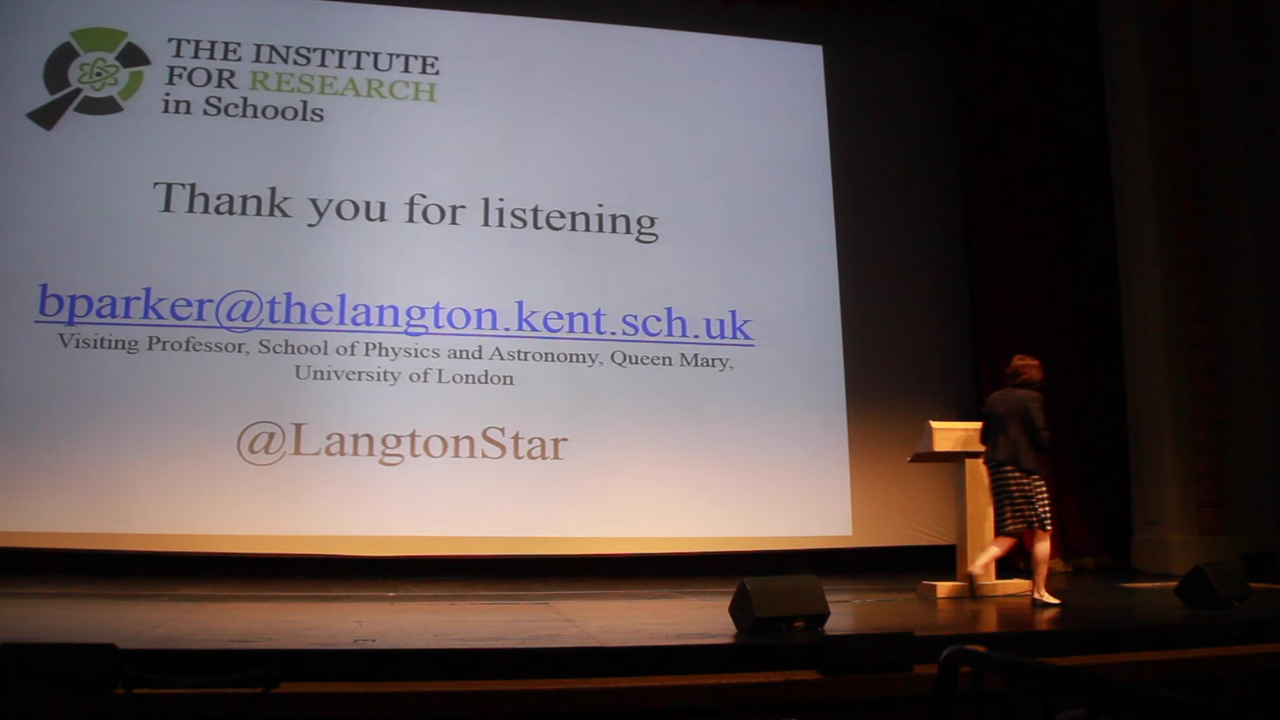 THE INSTITUTE
FOR RESEARCH
in Schools
Thank you for listening
bparker@thelangton.kent.sch.uk
Visiting Professor, School of Physics and Astronomy, Queen Mary,
University of London
@LangtonStar